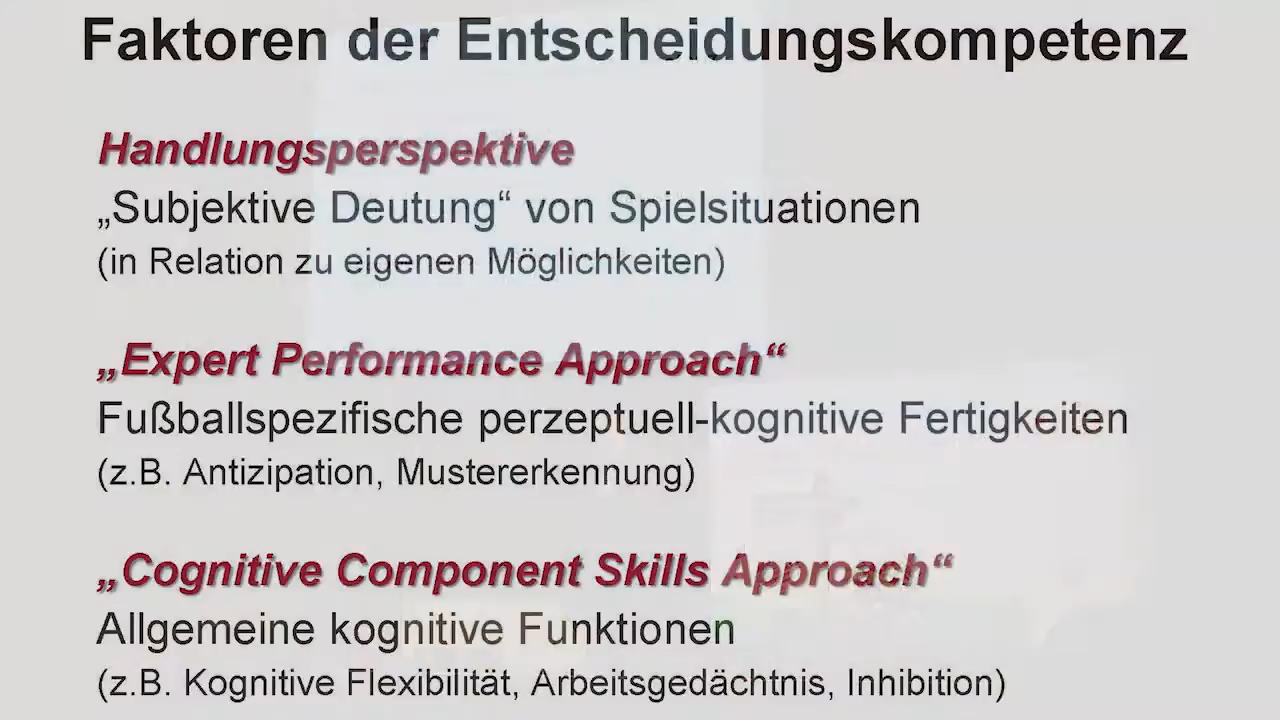 Faktoren der Entscheidungskompetenz
Handlungsperspektive
„Subjektive Deutung“ von Spielsituationen
(in Relation zu eigenen Möglichkeiten)
„Expert Performance Approach“
Fußballspezifische perzeptuell-kognitive Fertigkeiten
(z.B. Antizipation, Mustererkennung)
„Cognitive Component Skills Approach“
Allgemeine kognitive Funktionen
(z.B. Kognitive Flexibilität, Arbeitsgedächtnis, Inhibition)